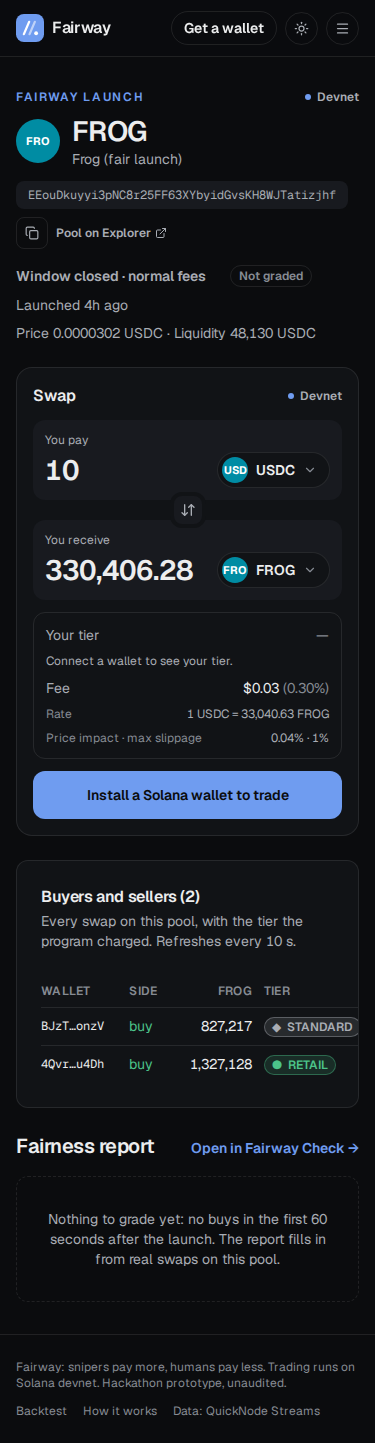 Fairway
Get a wallet
FAIRWAY LAUNCH
Devnet
FRO
FROG
Frog (fair launch)
EEouDkuyyi3pNC8r25FF63XYbyidGvsKH8WJTatizjhf
Pool on Explorer
Window closed · normal fees
Not graded
Launched 4h ago
Price 0.0000302 USDC · Liquidity 48,130 USDC
Swap
Devnet
You pay
10
USD
USDC
You receive
330,406.28
FRO
FROG
Your tier
—
Connect a wallet to see your tier.
Fee
$0.03 (0.30%)
Rate
1 USDC = 33,040.63 FROG
Price impact · max slippage
0.04% · 1%
Install a Solana wallet to trade
Buyers and sellers (2)
Every swap on this pool, with the tier the
program charged. Refreshes every 10 s.
WALLET SIDE FROG TIER
BJzT…onzV buy 827,217 STANDARD
4Qvr…u4Dh buy 1,327,128 RETAIL
Fairness report
Open in Fairway Check →
Nothing to grade yet: no buys in the first 60
seconds after the launch. The report fills in
from real swaps on this pool.
Fairway: snipers pay more, humans pay less. Trading runs on
Solana devnet. Hackathon prototype, unaudited.
Backtest How it works Data: QuickNode Streams